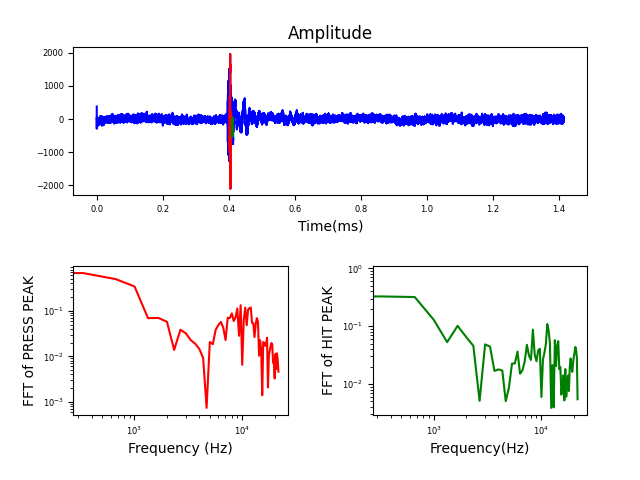 Amplitude
2000
1000
0
−1000
−2000
0.0 0.2 0.4 0.6 0.8 1.0 1.2 1.4
Time(ms)
FFT of PRESS PEAK
10⁻¹
10⁻²
10⁻³
10³ 10⁴
Frequency (Hz)
FFT of HIT PEAK
10⁰
10⁻¹
10⁻²
10³ 10⁴
Frequency(Hz)